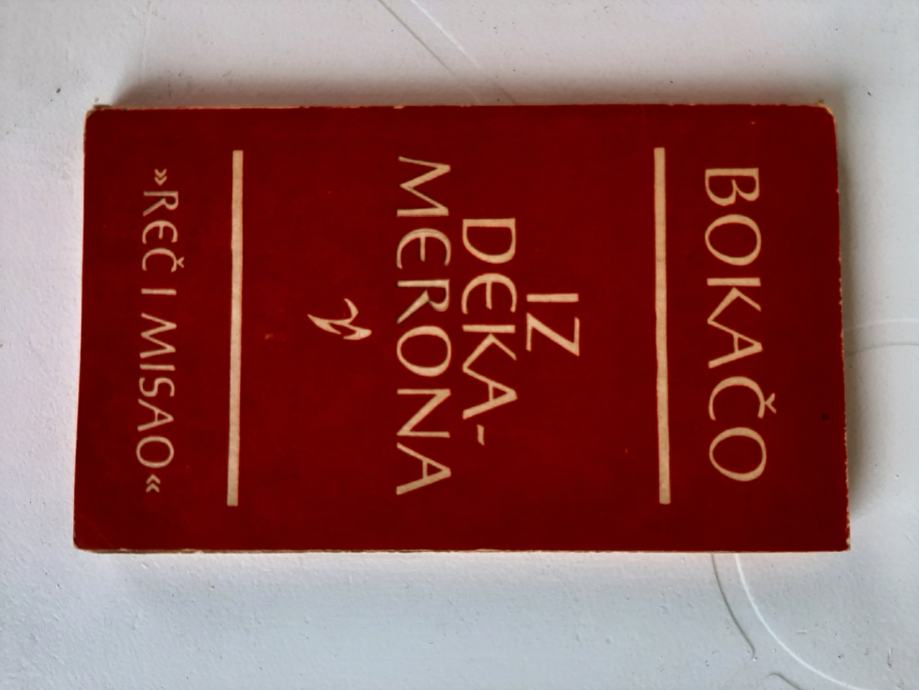 BOKAČO
IZ
DEKA-
MERONA
»REČ I MISAO«